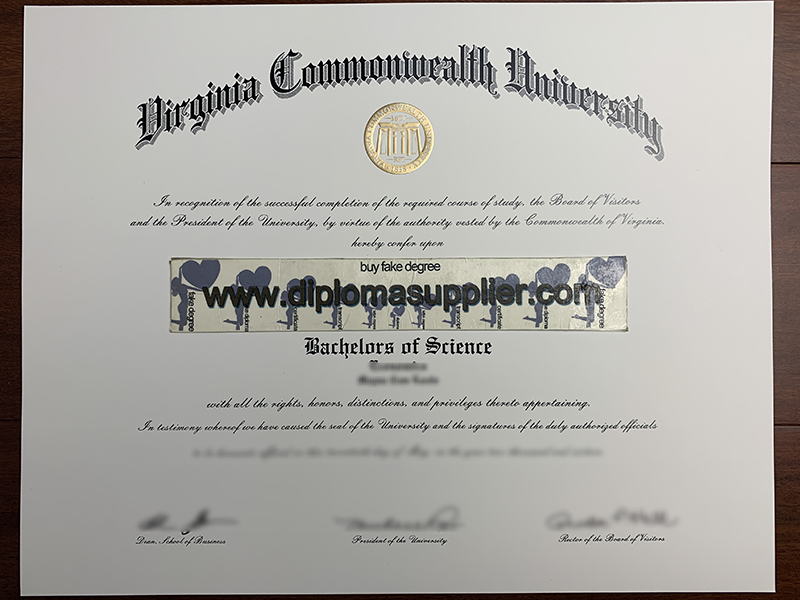 Virginia Commonwealth University
In recognition of the successful completion of the required course of study, the Board of Visitors
and the President of the University, by virtue of the authority vested by the Commonwealth of Virginia.
hereby confer upon
buy fake degree
www.diplomasupplier.com
Bachelors of Science
Economics
with all the rights, honors, distinctions, and privileges thereto appertaining.
In testimony whereof we have caused the seal of the University and the signatures of the duly authorized officials
Dean, School of Business
President of the University
Rector of the Board of Visitors